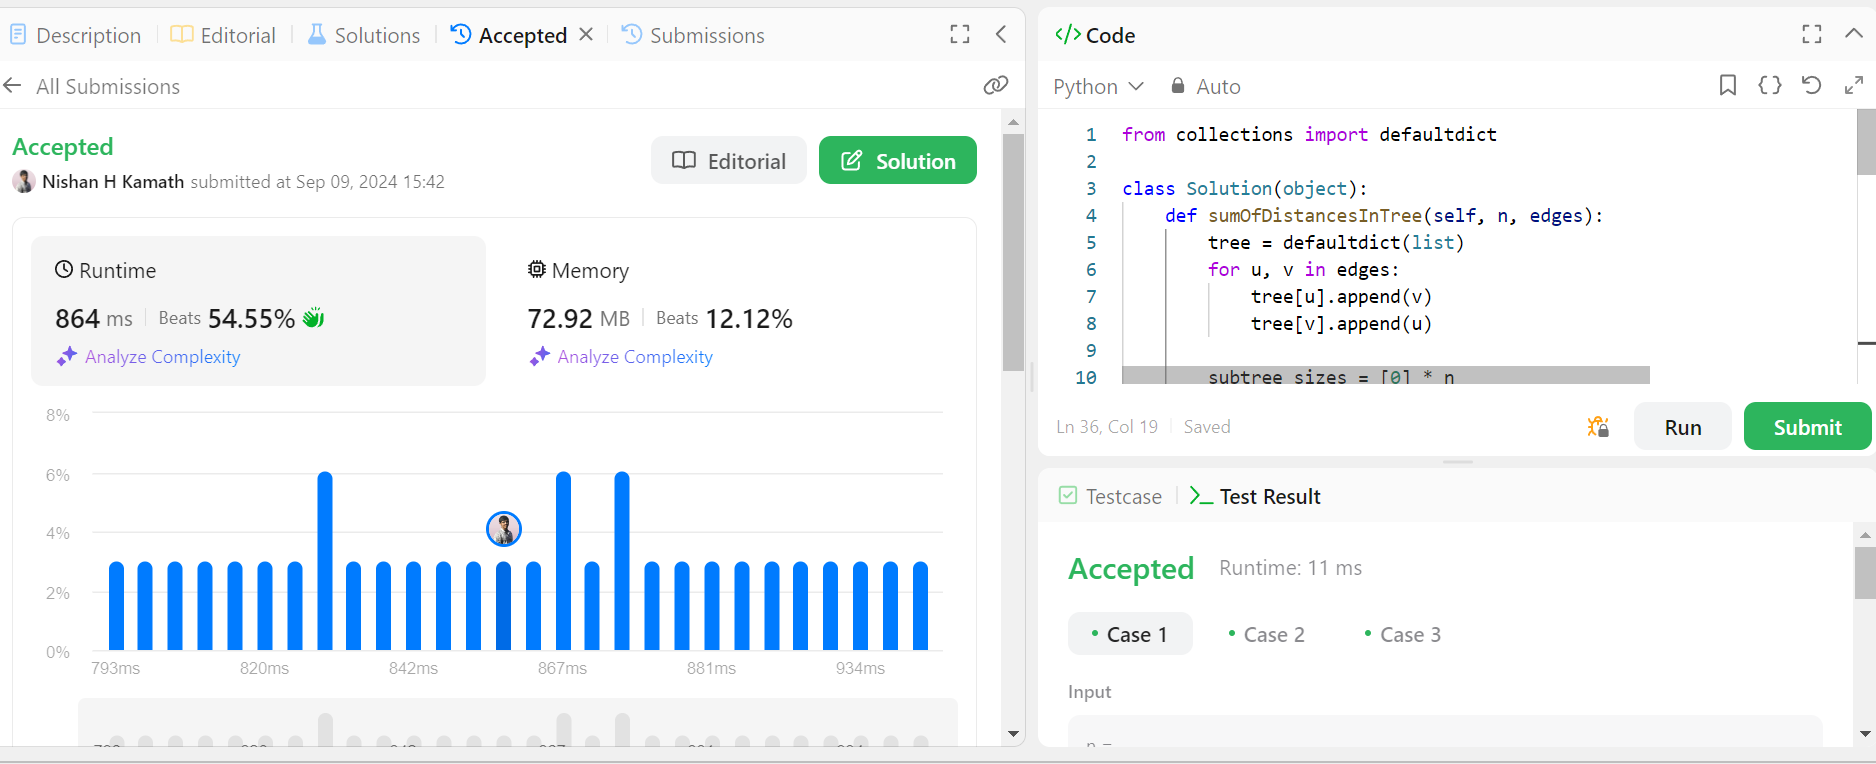 Description
Editorial
Solutions
Accepted
Submissions
All Submissions
Accepted
Nishan H Kamath submitted at Sep 09, 2024 15:42
Editorial
Solution
Runtime
864 ms Beats 54.55%
Analyze Complexity
Memory
72.92 MB Beats 12.12%
Analyze Complexity
8%
6%
4%
2%
0%
793ms 820ms 842ms 867ms 881ms 934ms
</> Code
Python Auto
1 from collections import defaultdict
2
3 class Solution(object):
4 def sumOfDistancesInTree(self, n, edges):
5 tree = defaultdict(list)
6 for u, v in edges:
7 tree[u].append(v)
8 tree[v].append(u)
9
10 subtree_sizes = [0] * n
Ln 36, Col 19 Saved
Run
Submit
Testcase
Test Result
Accepted Runtime: 11 ms
Case 1 Case 2 Case 3
Input
n =